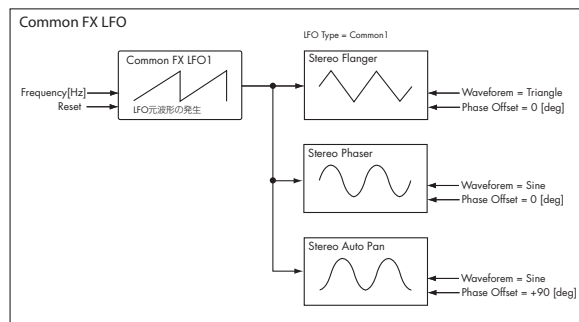 Common FX LFO
LFO Type = Common1
Common FX LFO1
Stereo Flanger
Frequency[Hz]
Reset
LFO元波形の発生
Waveform = Triangle
Phase Offset = 0 [deg]
Stereo Phaser
Waveforem = Sine
Phase Offset = 0 [deg]
Stereo Auto Pan
Waveforem = Sine
Phase Offset = +90 [deg]